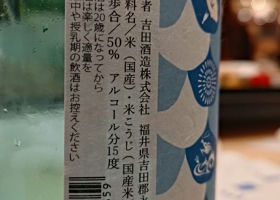 者 吉田酒造株式会社 福井県吉田郡永
料名／米(国産)・米こうじ(国産米
歩合／50% アルコール分15度
は20歳になってから
は楽しく適量を
中や授乳期の飲酒はお控えください
59